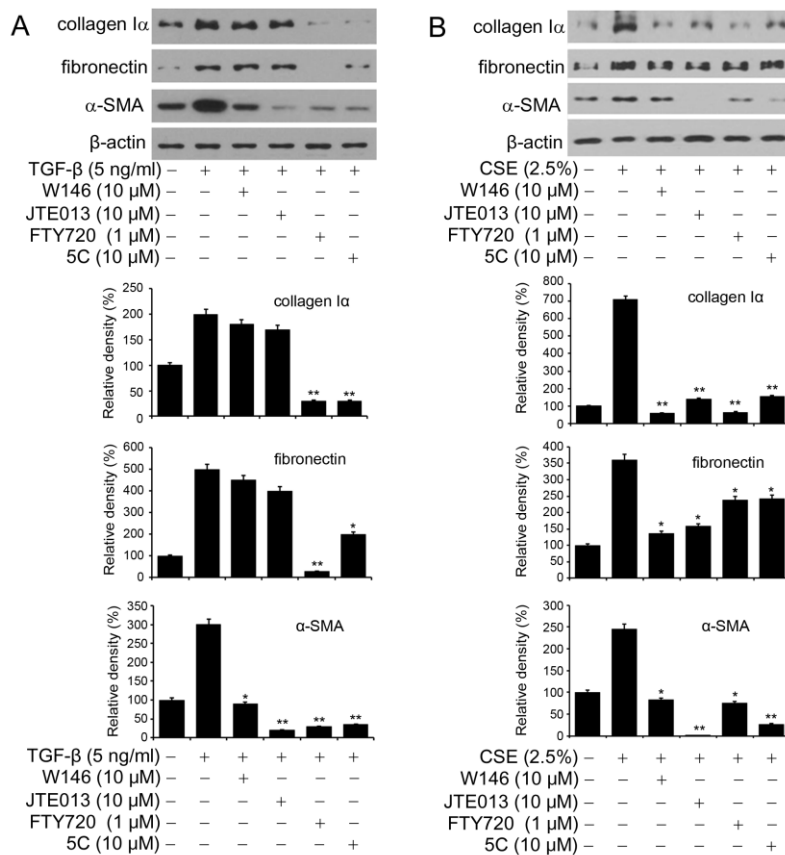 A
collagen Iα
fibronectin
α-SMA
β-actin
TGF-β (5 ng/ml) – + + + + +
W146 (10 μM) – – + – – –
JTE013 (10 μM) – – – + – –
FTY720 (1 μM) – – – – + –
5C (10 μM) – – – – – +
collagen Iα
Relative density (%)
250
200
150
100
50
0
** **
fibronectin
Relative density (%)
600
500
400
300
200
100
0
** *
α-SMA
Relative density (%)
350
300
250
200
150
100
50
0
* ** ** **
TGF-β (5 ng/ml) – + + + + +
W146 (10 μM) – – + – – –
JTE013 (10 μM) – – – + – –
FTY720 (1 μM) – – – – + –
5C (10 μM) – – – – – +
B
collagen Iα
fibronectin
α-SMA
β-actin
CSE (2.5%) – + + + + +
W146 (10 μM) – – + – – –
JTE013 (10 μM) – – – + – –
FTY720 (1 μM) – – – – + –
5C (10 μM) – – – – – +
collagen Iα
Relative density (%)
800
700
600
500
400
300
200
100
0
** ** ** **
fibronectin
Relative density (%)
400
350
300
250
200
150
100
50
0
* * * *
α-SMA
Relative density (%)
300
250
200
150
100
50
0
* ** * **
CSE (2.5%) – + + + + +
W146 (10 μM) – – + – – –
JTE013 (10 μM) – – – + – –
FTY720 (1 μM) – – – – + –
5C (10 μM) – – – – – +